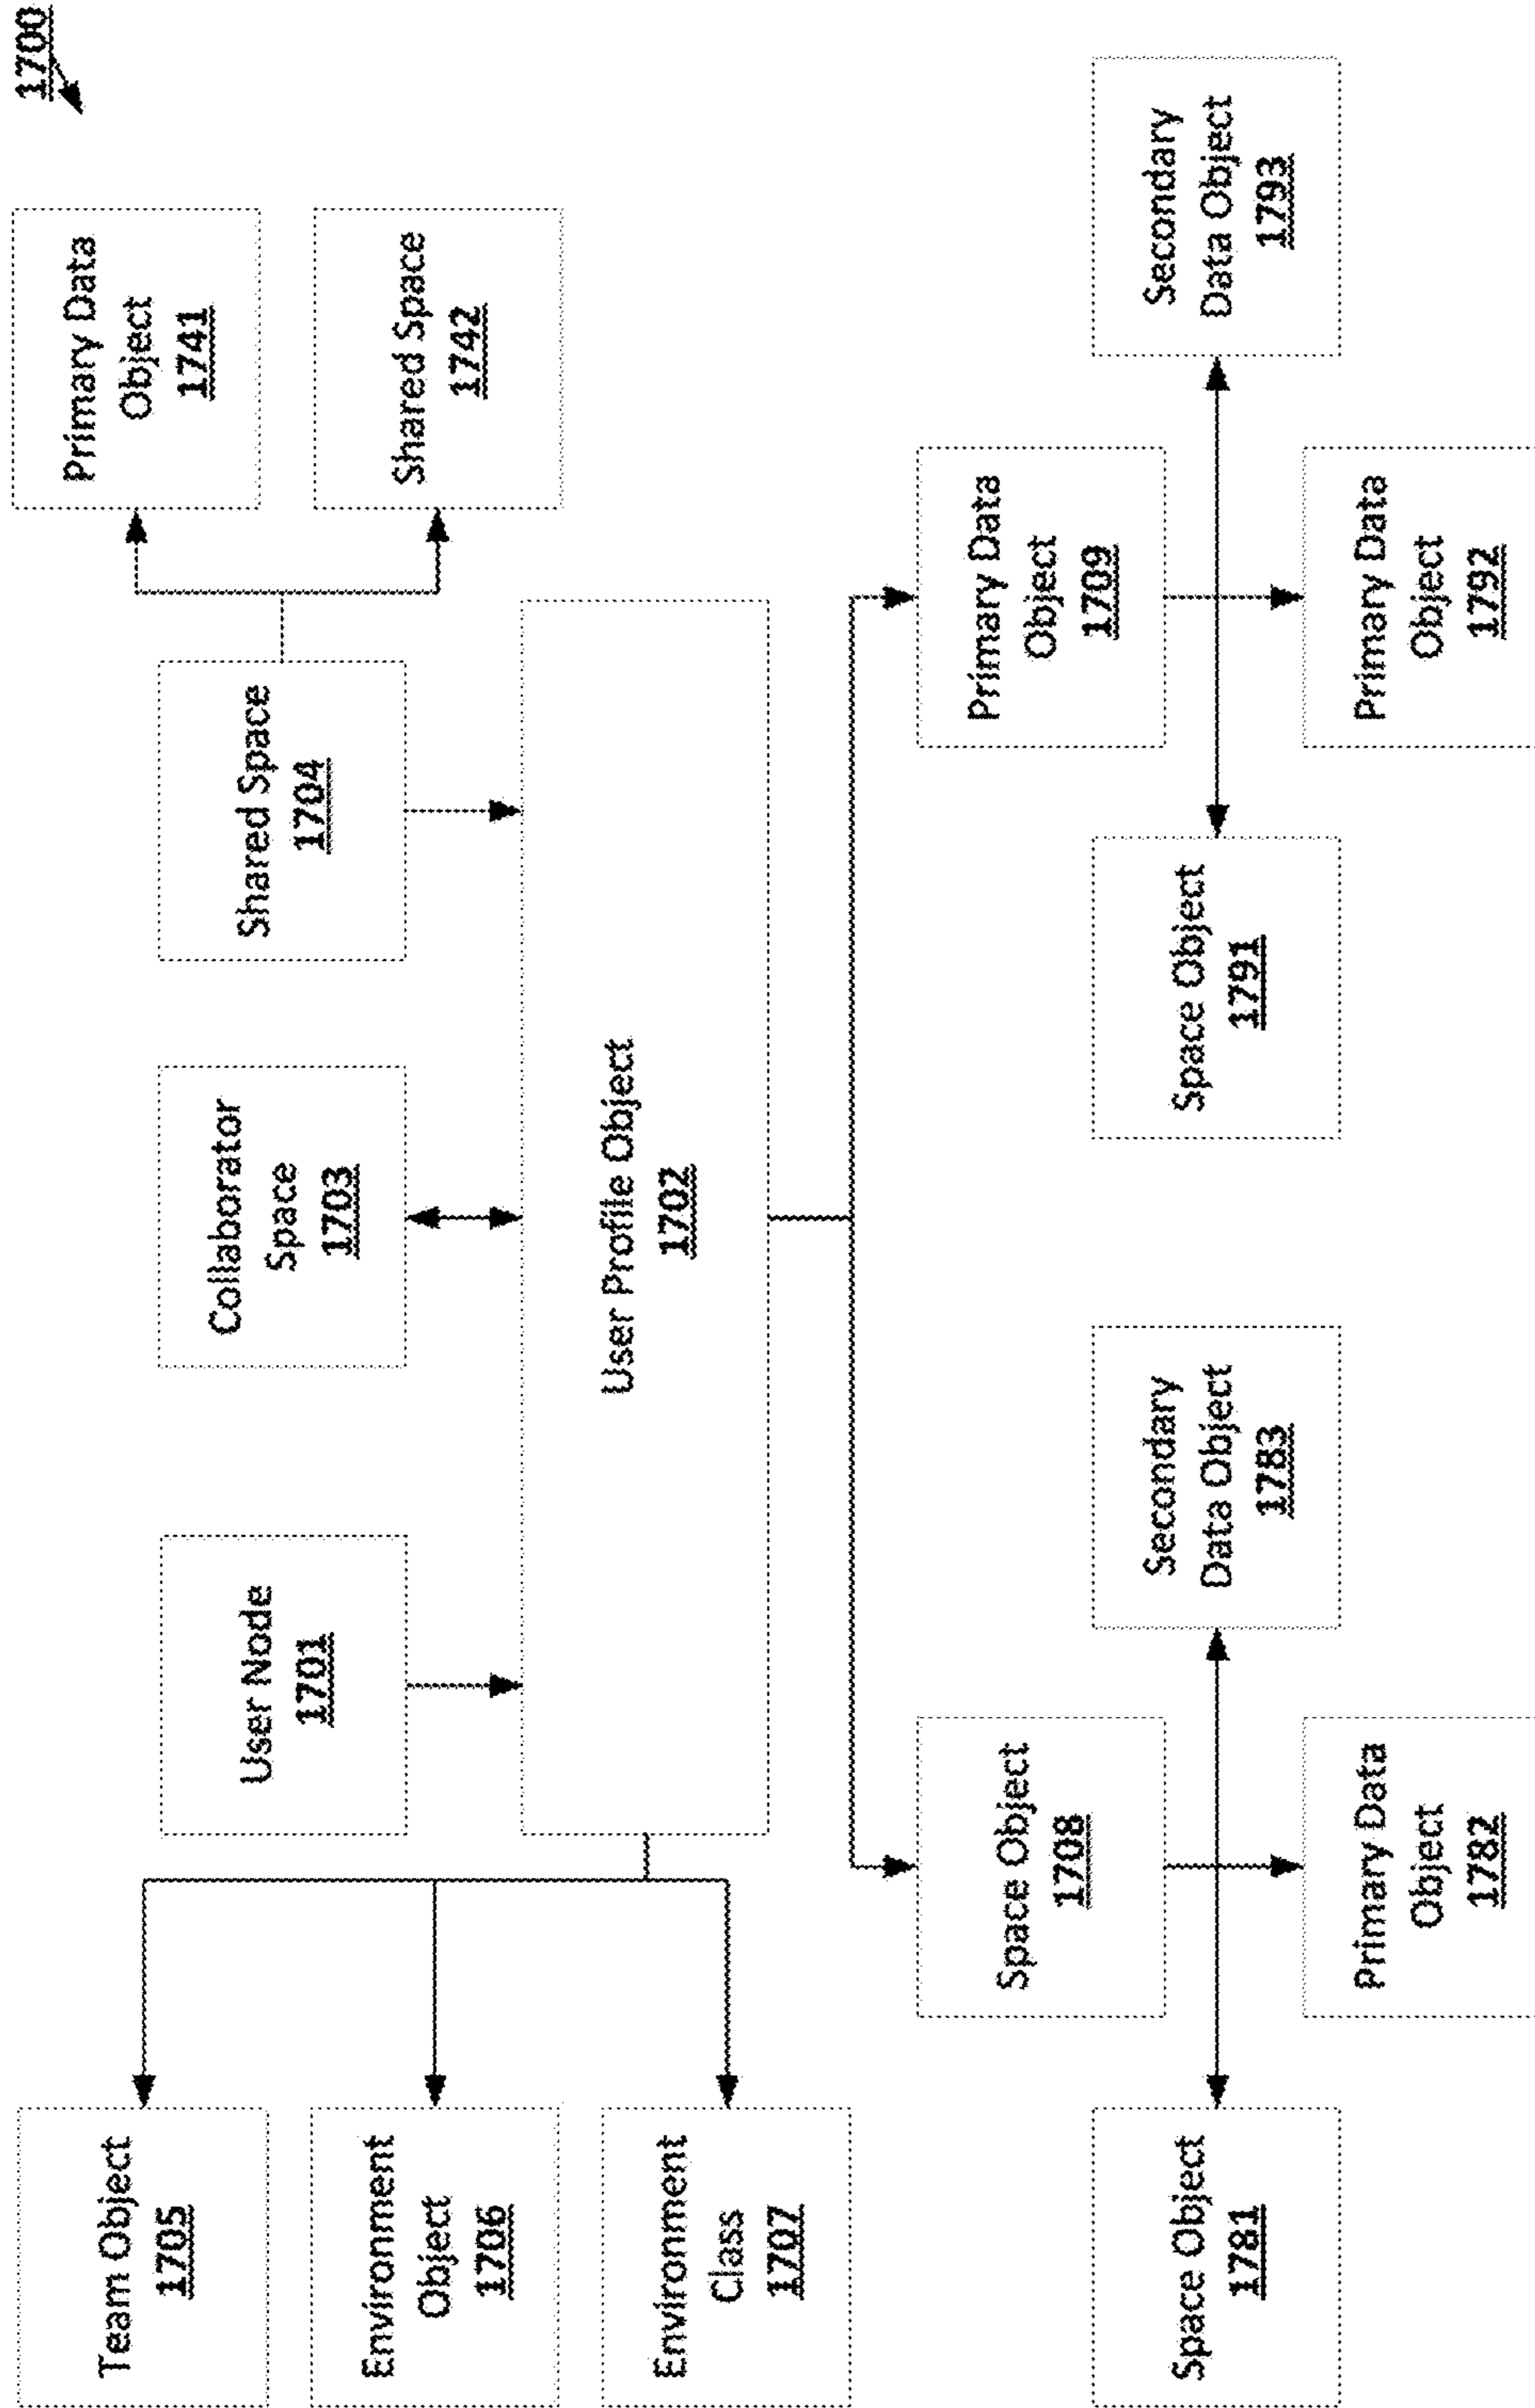 1700
Team Object
1705
Environment
Object
1706
Environment
Class
1707
User Node
1701
Collaborator
Space
1703
Shared Space
1704
Primary Data
Object
1741
Shared Space
1742
User Profile Object
1702
Space Object
1708
Primary Data
Object
1709
Space Object
1781
Secondary
Data Object
1783
Primary Data
Object
1782
Space Object
1791
Secondary
Data Object
1793
Primary Data
Object
1792